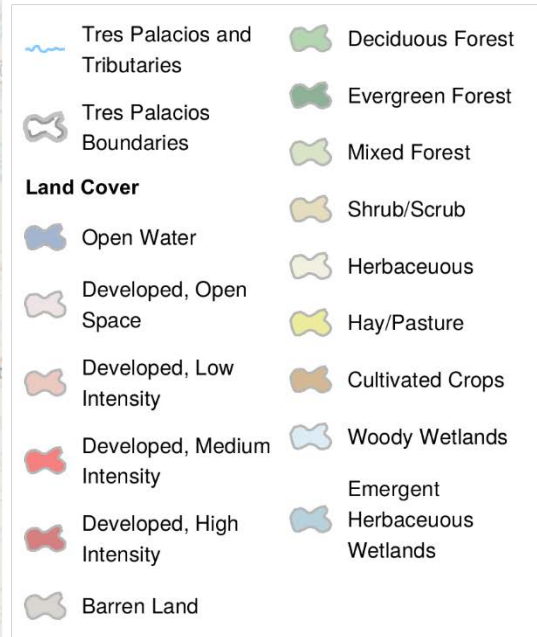 Tres Palacios and
Tributaries
Tres Palacios
Boundaries
Land Cover
Open Water
Developed, Open
Space
Developed, Low
Intensity
Developed, Medium
Intensity
Developed, High
Intensity
Barren Land
Deciduous Forest
Evergreen Forest
Mixed Forest
Shrub/Scrub
Herbaceuous
Hay/Pasture
Cultivated Crops
Woody Wetlands
Emergent
Herbaceuous
Wetlands